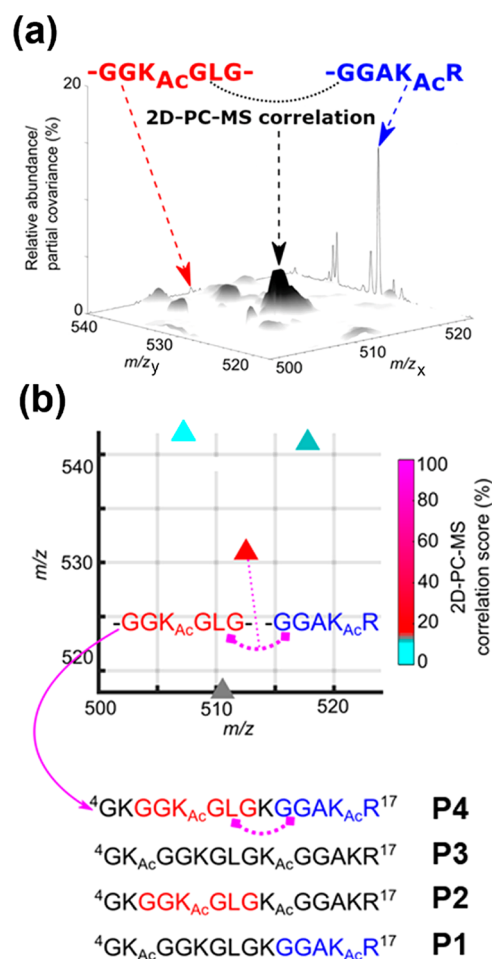 (a)
-GGKAcGLG- -GGAKAcR
2D-PC-MS correlation
Relative abundance/
partial covariance (%)
20
10
0
540
530
520
m/zy
500
510
520
m/zx
(b)
540
530
520
m/z
500
510
520
m/z
100
80
60
40
20
0
2D-PC-MS
correlation score (%)
-GGKAcGLG- -GGAKAcR
4GKGGKAcGLGKGGAKAcR17 P4
4GKAcGGKGLGKAcGGAKR17 P3
4GKGGKAcGLGKAcGGAKR17 P2
4GKAcGGKGLGKGGAKAcR17 P1